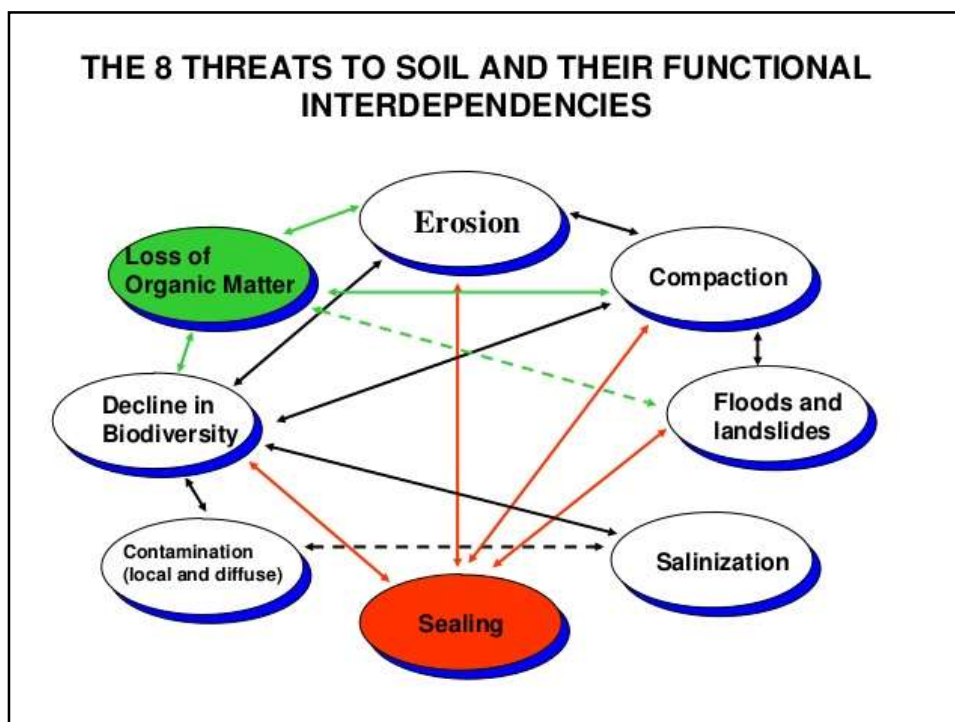 THE 8 THREATS TO SOIL AND THEIR FUNCTIONAL
INTERDEPENDENCIES
Erosion
Loss of
Organic Matter
Compaction
Decline in
Biodiversity
Floods and
landslides
Contamination
(local and diffuse)
Salinization
Sealing